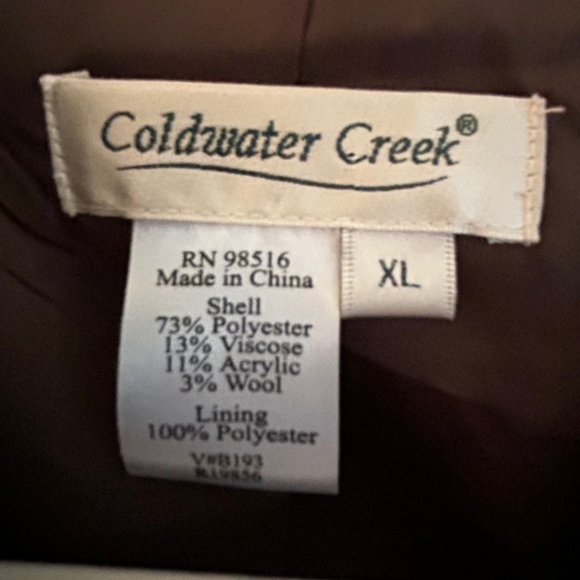 Coldwater Creek®
XL
RN 98516
Made in China
Shell
73% Polyester
13% Viscose
11% Acrylic
3% Wool
Lining
100% Polyester
V#B193